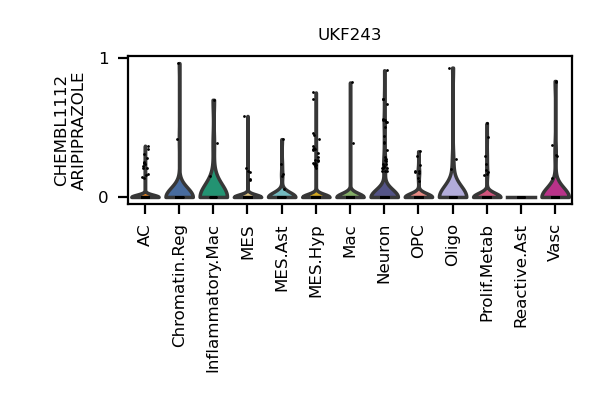 UKF243
CHEMBL1112
ARIPIPRAZOLE
1
0
AC
Chromatin.Reg
Inflammatory.Mac
MES
MES.Ast
MES.Hyp
Mac
Neuron
OPC
Oligo
Prolif.Metab
Reactive.Ast
Vasc